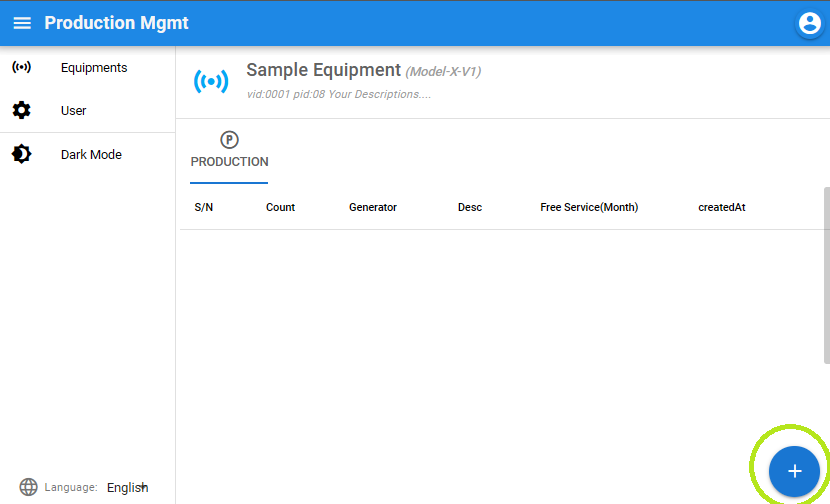 Production Mgmt
Equipments
User
Dark Mode
Language: English
Sample Equipment (Model-X-V1)
vid:0001 pid:08 Your Descriptions....
P
PRODUCTION
S/N Count Generator Desc Free Service(Month) createdAt